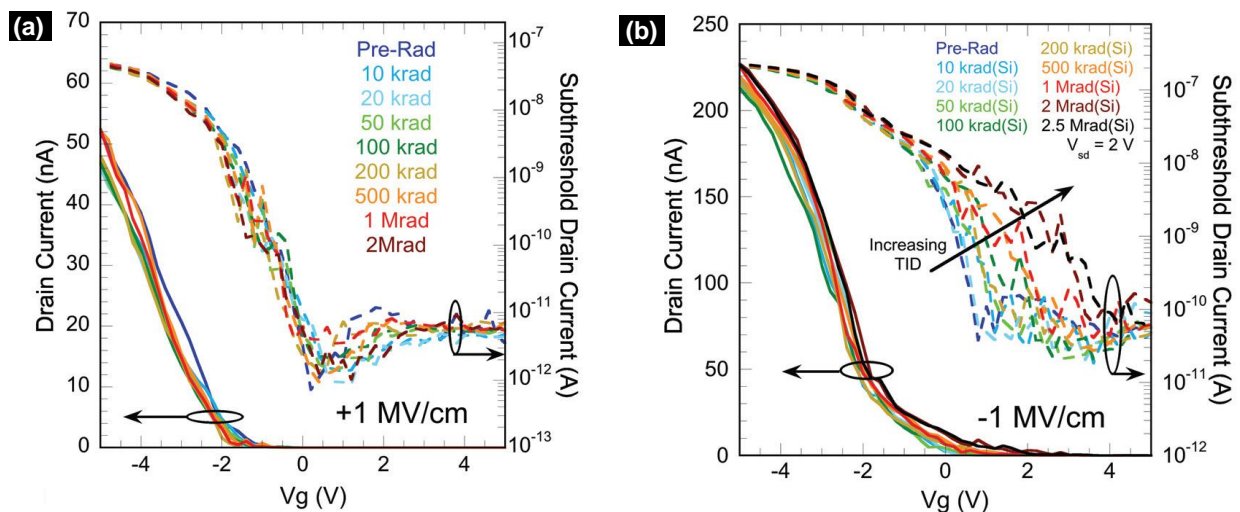 (a)
70
60
50
40
30
20
10
0
Drain Current (nA)
Pre-Rad
10 krad
20 krad
50 krad
100 krad
200 krad
500 krad
1 Mrad
2Mrad
+1 MV/cm
10-7
10-8
10-9
10-10
10-11
10-12
10-13
Subthreshold Drain Current (A)
-4
-2
0
2
4
Vg (V)
(b)
250
200
150
100
50
0
Drain Current (nA)
Pre-Rad
10 krad(Si)
20 krad(Si)
50 krad(Si)
100 krad(Si)
200 krad(Si)
500 krad(Si)
1 Mrad(Si)
2 Mrad(Si)
2.5 Mrad(Si)
Vsd = 2 V
Increasing
TID
-1 MV/cm
10-7
10-8
10-9
10-10
10-11
10-12
Subthreshold Drain Current (A)
-4
-2
0
2
4
Vg (V)